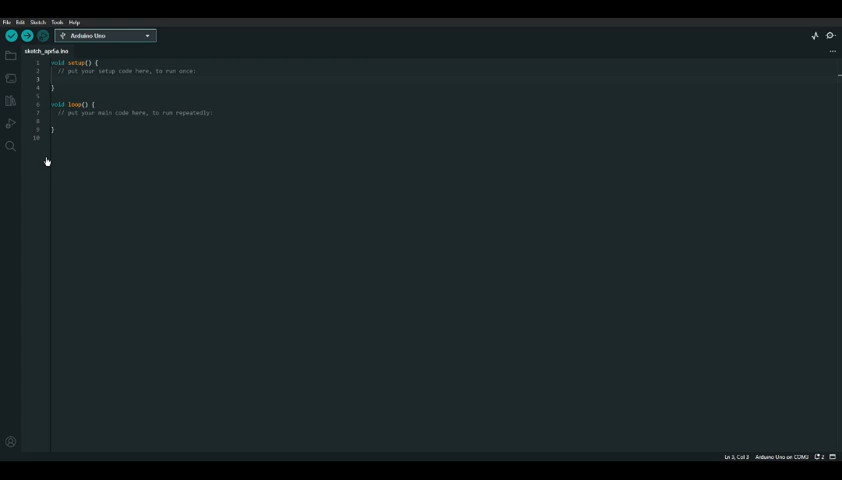 File Edit Sketch Tools Help
Arduino Uno
sketch_apr5a.ino
1 void setup() {
2 // put your setup code here, to run once:
3
4 }
5
6 void loop() {
7 // put your main code here, to run repeatedly:
8
9 }
10
Ln 3, Col 3 Arduino Uno on COM3 2